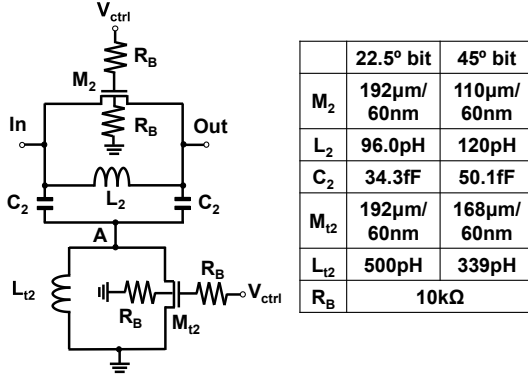 V_ctrl
R_B
M_2
R_B
In
Out
L_2
C_2
C_2
A
L_t2
R_B
R_B
V_ctrl
M_t2
22.5º bit 45º bit
M_2 192μm/60nm 110μm/60nm
L_2 96.0pH 120pH
C_2 34.3fF 50.1fF
M_t2 192μm/60nm 168μm/60nm
L_t2 500pH 339pH
R_B 10kΩ